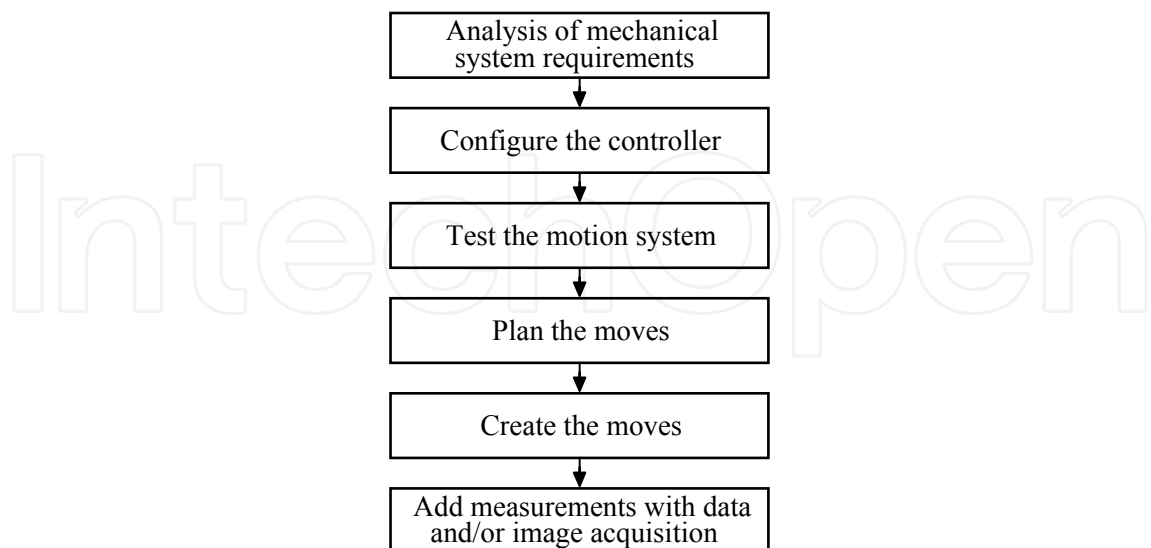 Analysis of mechanical
system requirements
Configure the controller
IntechOpen
Test the motion system
Plan the moves
Create the moves
Add measurements with data
and/or image acquisition